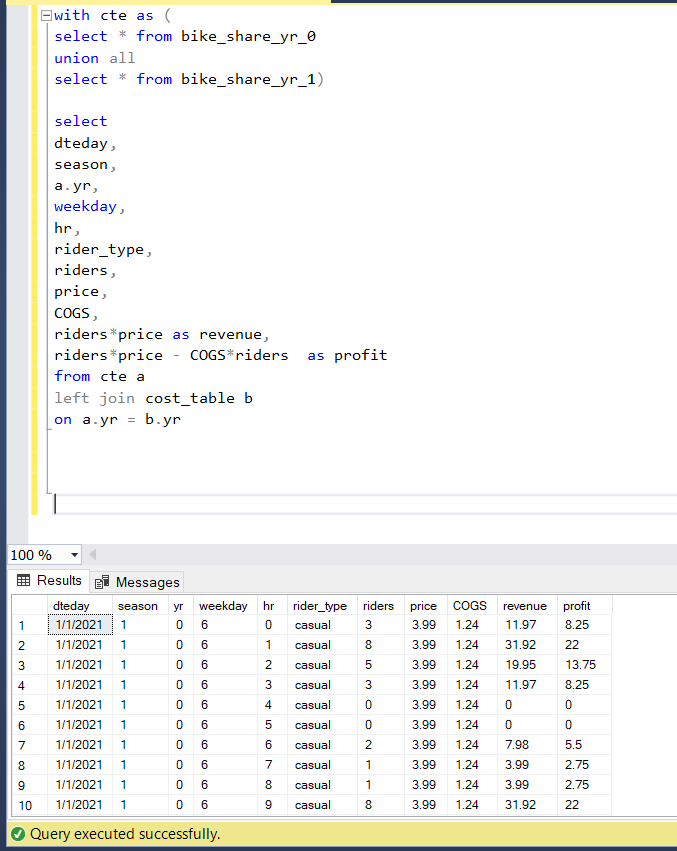 with cte as (
select * from bike_share_yr_0
union all
select * from bike_share_yr_1)
select
dteday,
season,
a.yr,
weekday,
hr,
rider_type,
riders,
price,
COGS,
riders*price as revenue,
riders*price - COGS*riders  as profit
from cte a
left join cost_table b
on a.yr = b.yr
100 %
Results Messages
dteday season yr weekday hr rider_type riders price COGS revenue profit
1 1/1/2021 1 0 6 0 casual 3 3.99 1.24 11.97 8.25
2 1/1/2021 1 0 6 1 casual 8 3.99 1.24 31.92 22
3 1/1/2021 1 0 6 2 casual 5 3.99 1.24 19.95 13.75
4 1/1/2021 1 0 6 3 casual 3 3.99 1.24 11.97 8.25
5 1/1/2021 1 0 6 4 casual 0 3.99 1.24 0 0
6 1/1/2021 1 0 6 5 casual 0 3.99 1.24 0 0
7 1/1/2021 1 0 6 6 casual 2 3.99 1.24 7.98 5.5
8 1/1/2021 1 0 6 7 casual 1 3.99 1.24 3.99 2.75
9 1/1/2021 1 0 6 8 casual 1 3.99 1.24 3.99 2.75
10 1/1/2021 1 0 6 9 casual 8 3.99 1.24 31.92 22
Query executed successfully.